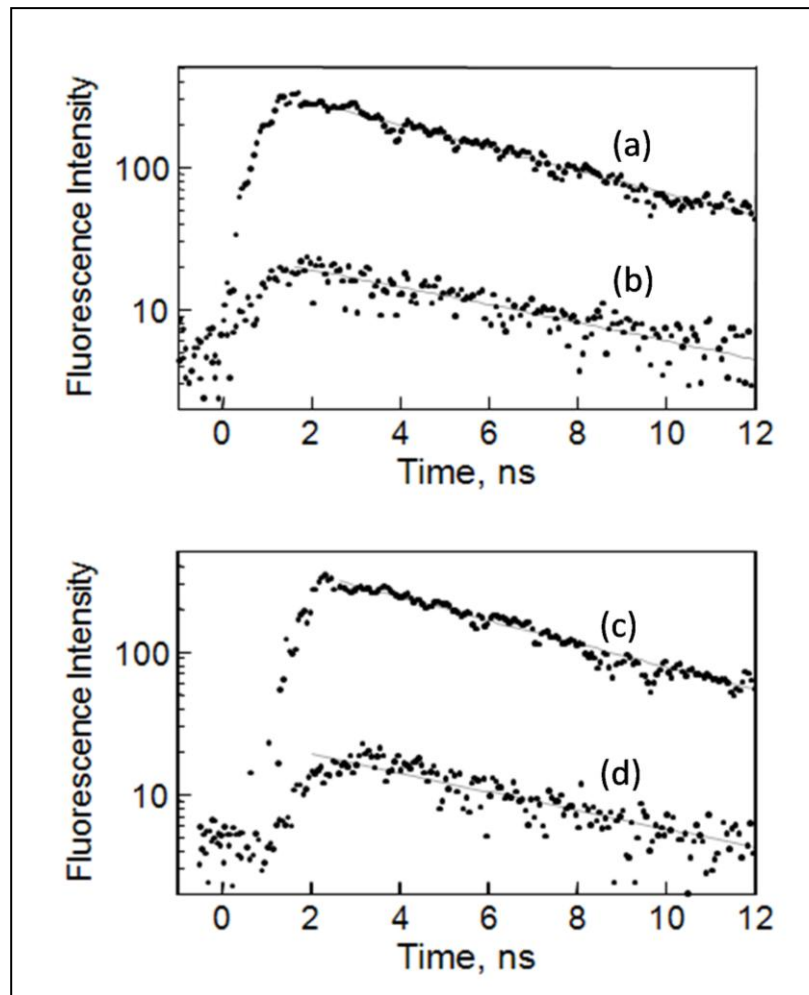 Fluorescence Intensity
100
10
(a)
(b)
0 2 4 6 8 10 12
Time, ns
Fluorescence Intensity
100
10
(c)
(d)
0 2 4 6 8 10 12
Time, ns